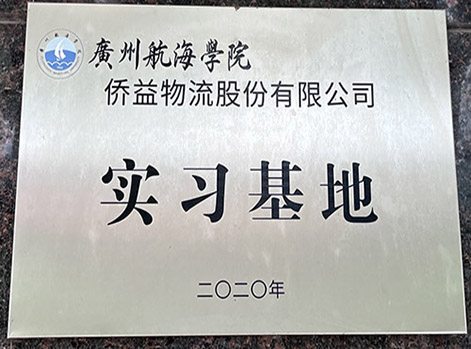 廣州航海學院
侨益物流股份有限公司
实习基地
二〇二〇年